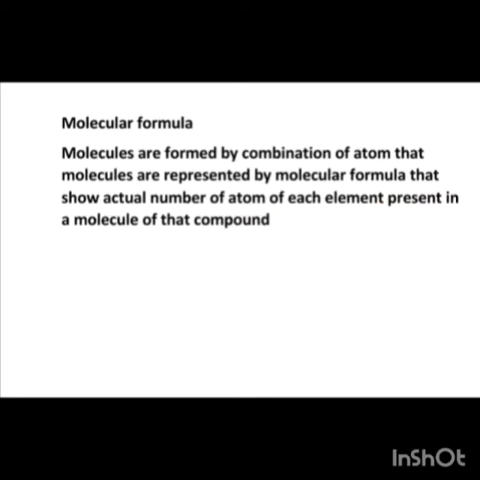 Molecular formula
Molecules are formed by combination of atom that
molecules are represented by molecular formula that
show actual number of atom of each element present in
a molecule of that compound
InShOt